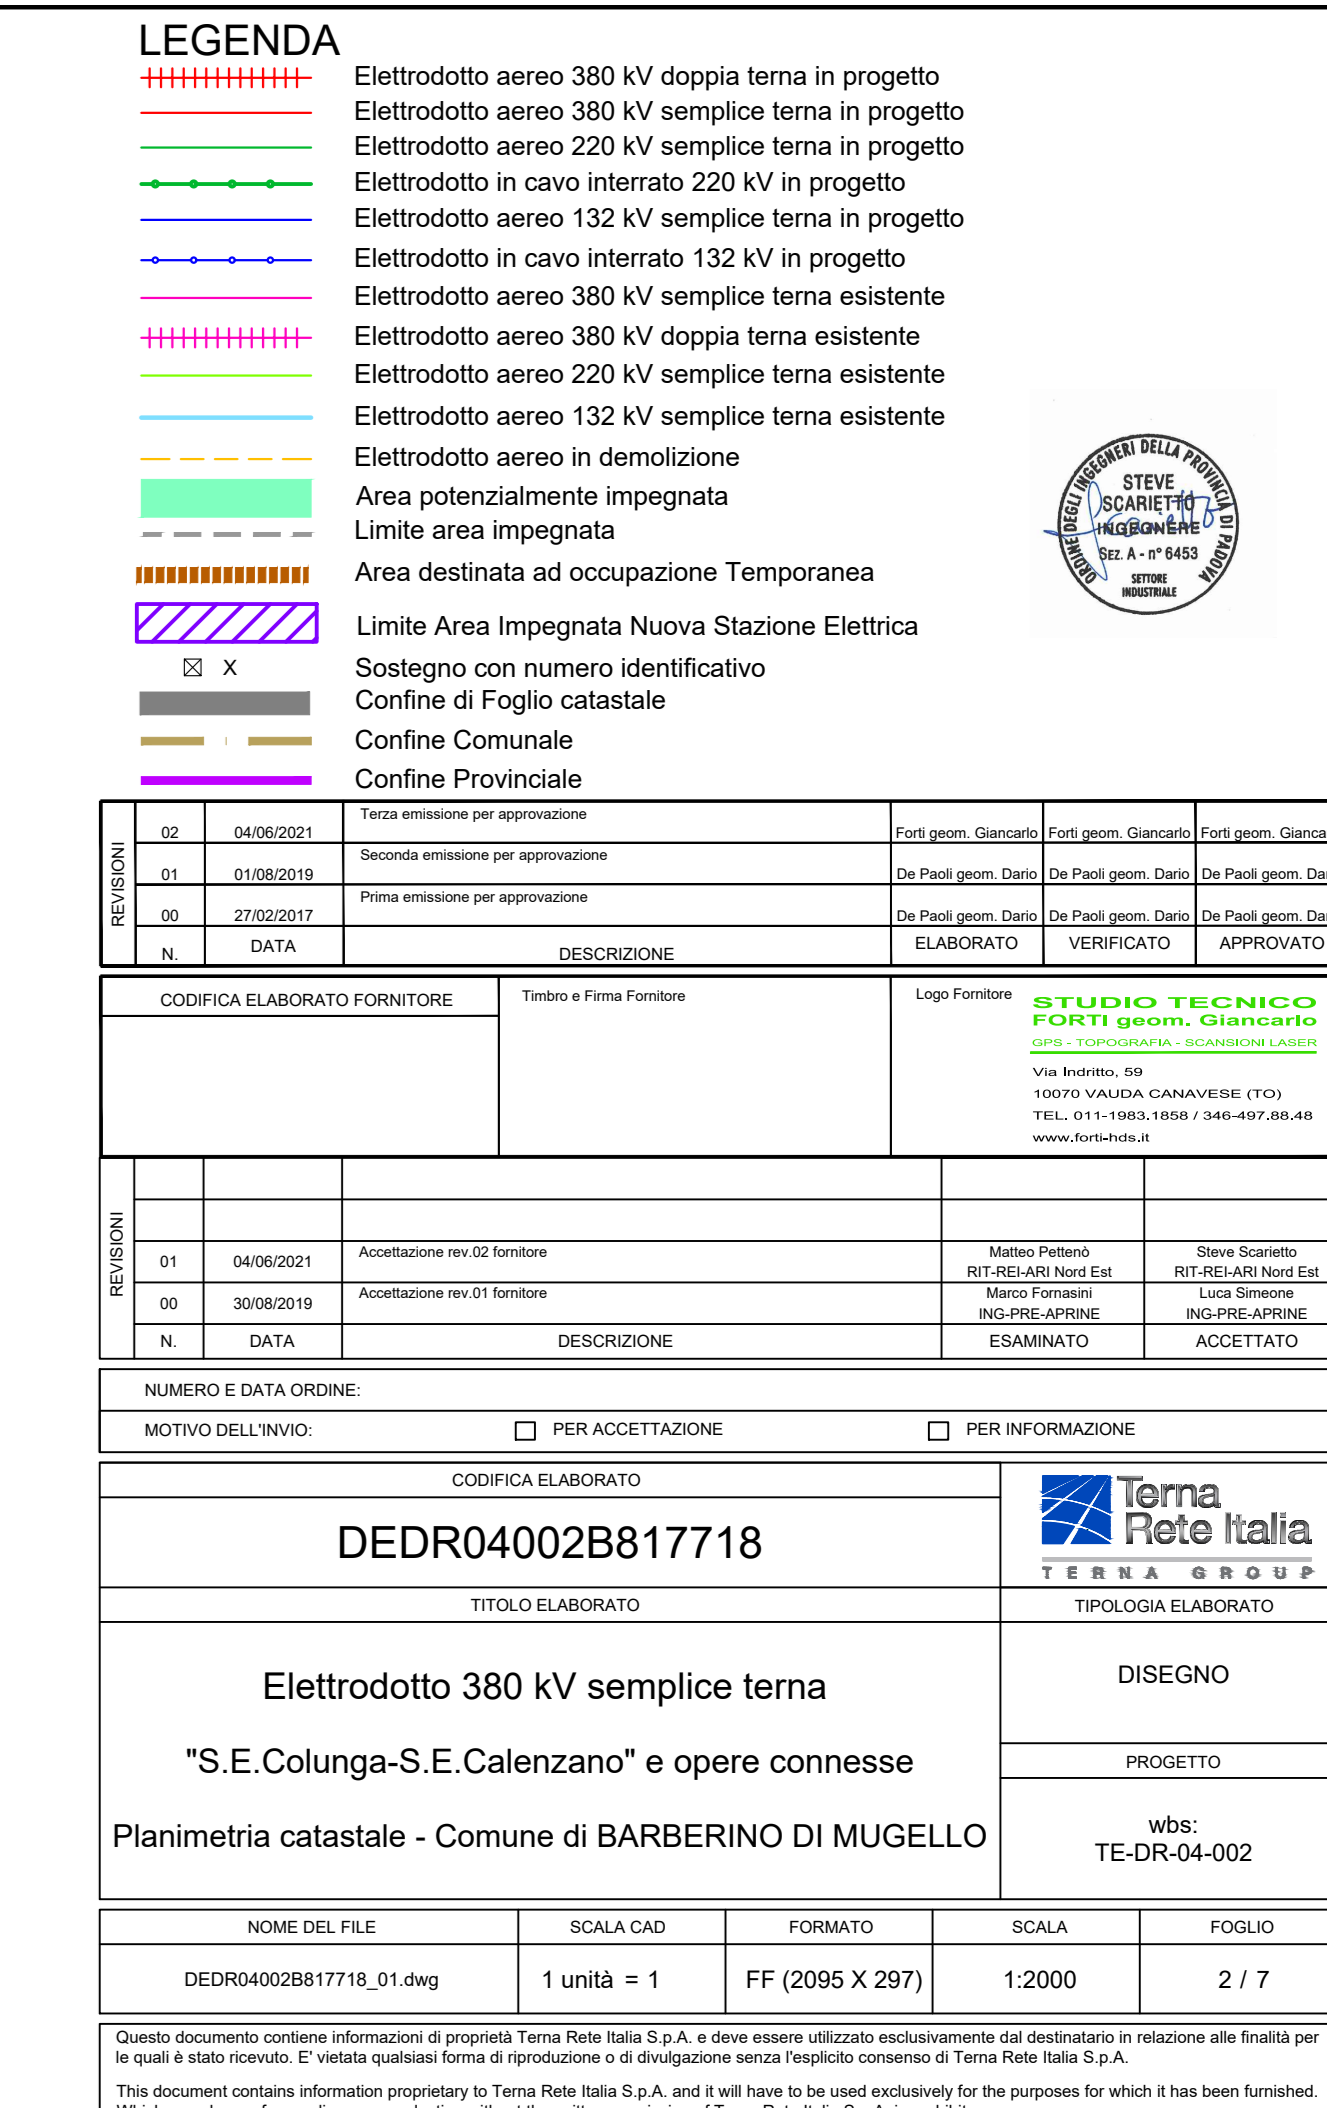 LEGENDA
Elettrodotto aereo 380 kV doppia terna in progetto
Elettrodotto aereo 380 kV semplice terna in progetto
Elettrodotto aereo 220 kV semplice terna in progetto
Elettrodotto in cavo interrato 220 kV in progetto
Elettrodotto aereo 132 kV semplice terna in progetto
Elettrodotto in cavo interrato 132 kV in progetto
Elettrodotto aereo 380 kV semplice terna esistente
Elettrodotto aereo 380 kV doppia terna esistente
Elettrodotto aereo 220 kV semplice terna esistente
Elettrodotto aereo 132 kV semplice terna esistente
Elettrodotto aereo in demolizione
Area potenzialmente impegnata
Limite area impegnata
Area destinata ad occupazione Temporanea
Limite Area Impegnata Nuova Stazione Elettrica
X Sostegno con numero identificativo
Confine di Foglio catastale
Confine Comunale
Confine Provinciale
ORDINE DEGLI INGEGNERI DELLA PROVINCIA DI PADOVA
STEVE
SCARIETTO
INGEGNERE
SEZ. A - n° 6453
SETTORE
INDUSTRIALE
REVISIONI
02 04/06/2021 Terza emissione per approvazione Forti geom. Giancarlo Forti geom. Giancarlo Forti geom. Gianca
01 01/08/2019 Seconda emissione per approvazione De Paoli geom. Dario De Paoli geom. Dario De Paoli geom. Da
00 27/02/2017 Prima emissione per approvazione De Paoli geom. Dario De Paoli geom. Dario De Paoli geom. Da
N. DATA DESCRIZIONE ELABORATO VERIFICATO APPROVATO
CODIFICA ELABORATO FORNITORE
Timbro e Firma Fornitore
Logo Fornitore
STUDIO TECNICO
FORTI geom. Giancarlo
GPS - TOPOGRAFIA - SCANSIONI LASER
Via Indritto, 59
10070 VAUDA CANAVESE (TO)
TEL. 011-1983.1858 / 346-497.88.48
www.forti-hds.it
REVISIONI
01 04/06/2021 Accettazione rev.02 fornitore Matteo Pettenò Steve Scarietto
RIT-REI-ARI Nord Est RIT-REI-ARI Nord Est
00 30/08/2019 Accettazione rev.01 fornitore Marco Fornasini Luca Simeone
ING-PRE-APRINE ING-PRE-APRINE
N. DATA DESCRIZIONE ESAMINATO ACCETTATO
NUMERO E DATA ORDINE:
MOTIVO DELL'INVIO: PER ACCETTAZIONE PER INFORMAZIONE
CODIFICA ELABORATO
DEDR04002B817718
Terna
Rete Italia
TERNA GROUP
TITOLO ELABORATO
TIPOLOGIA ELABORATO
Elettrodotto 380 kV semplice terna
"S.E.Colunga-S.E.Calenzano" e opere connesse
Planimetria catastale - Comune di BARBERINO DI MUGELLO
DISEGNO
PROGETTO
wbs:
TE-DR-04-002
NOME DEL FILE SCALA CAD FORMATO SCALA FOGLIO
DEDR04002B817718_01.dwg 1 unità = 1 FF (2095 X 297) 1:2000 2 / 7
Questo documento contiene informazioni di proprietà Terna Rete Italia S.p.A. e deve essere utilizzato esclusivamente dal destinatario in relazione alle finalità per
le quali è stato ricevuto. E' vietata qualsiasi forma di riproduzione o di divulgazione senza l'esplicito consenso di Terna Rete Italia S.p.A.
This document contains information proprietary to Terna Rete Italia S.p.A. and it will have to be used exclusively for the purposes for which it has been furnished.